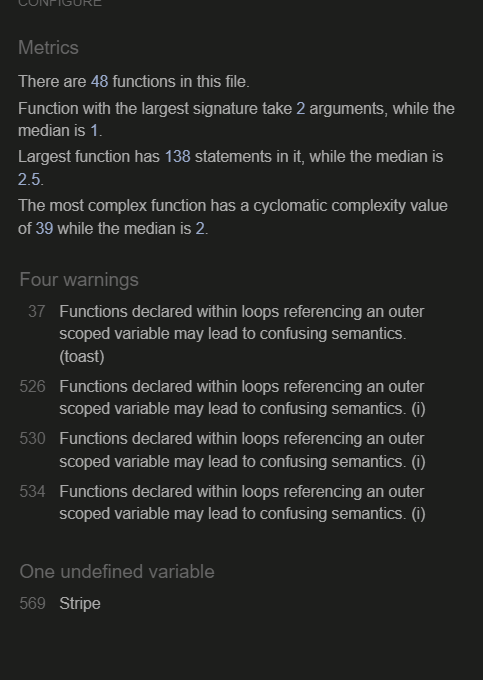 CONFIGURE
Metrics
There are 48 functions in this file.
Function with the largest signature take 2 arguments, while the
median is 1.
Largest function has 138 statements in it, while the median is
2.5.
The most complex function has a cyclomatic complexity value
of 39 while the median is 2.
Four warnings
37 Functions declared within loops referencing an outer
scoped variable may lead to confusing semantics.
(toast)
526 Functions declared within loops referencing an outer
scoped variable may lead to confusing semantics. (i)
530 Functions declared within loops referencing an outer
scoped variable may lead to confusing semantics. (i)
534 Functions declared within loops referencing an outer
scoped variable may lead to confusing semantics. (i)
One undefined variable
569 Stripe